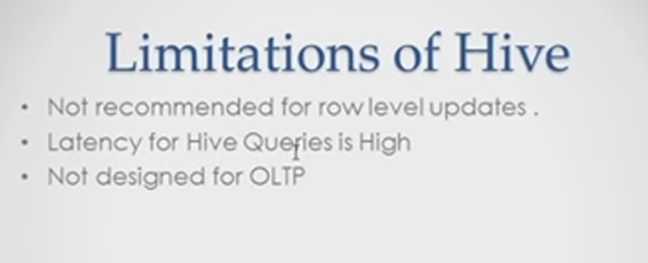 Limitations of Hive
• Not recommended for row level updates .
• Latency for Hive Queries is High
• Not designed for OLTP